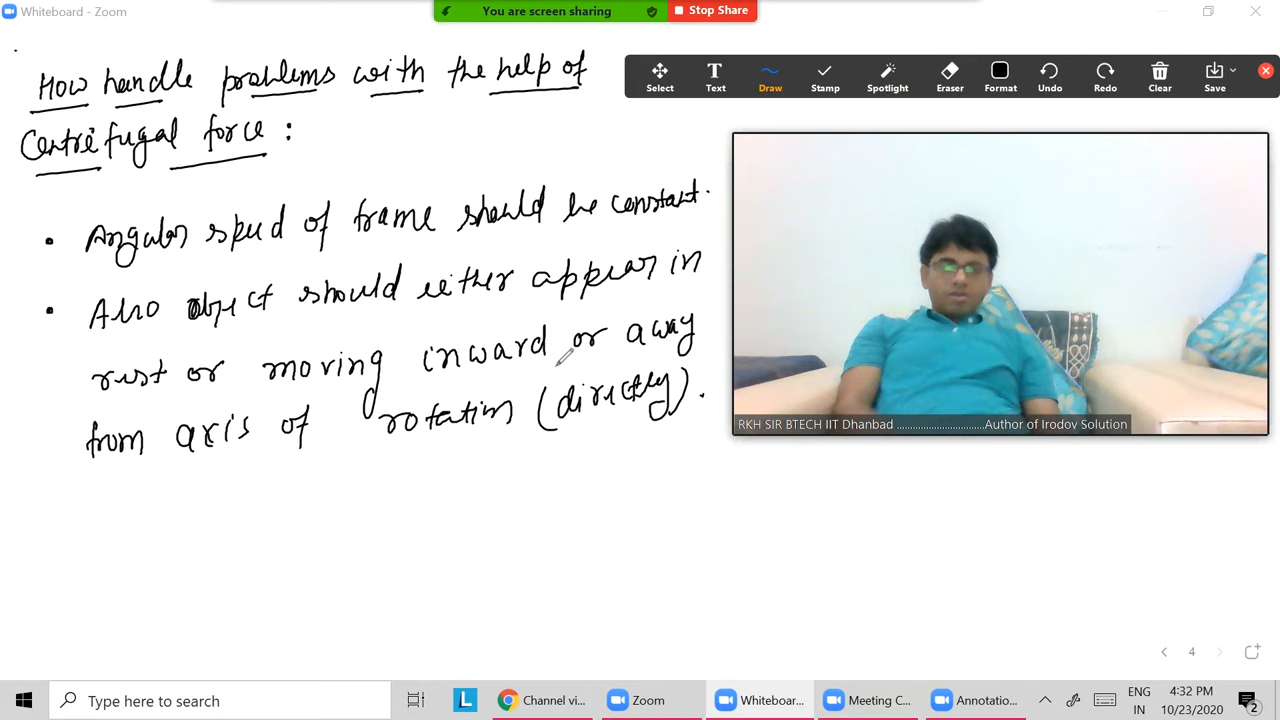 Whiteboard - Zoom
You are screen sharing
Stop Share
How handle problems with the help of
Centrifugal force :
Select Text Draw Stamp Spotlight Eraser Format Undo Redo Clear Save
• Angular speed of frame should be constant.
• Also object should either appear in
rest or moving inward or away
from axis of rotation (directly).
RKH SIR BTECH IIT Dhanbad ..................................Author of Irodov Solution
4
Type here to search
L
Channel vi...
Zoom
Whiteboar...
Meeting C...
Annotatio...
ENG
IN
4:32 PM
10/23/2020
2